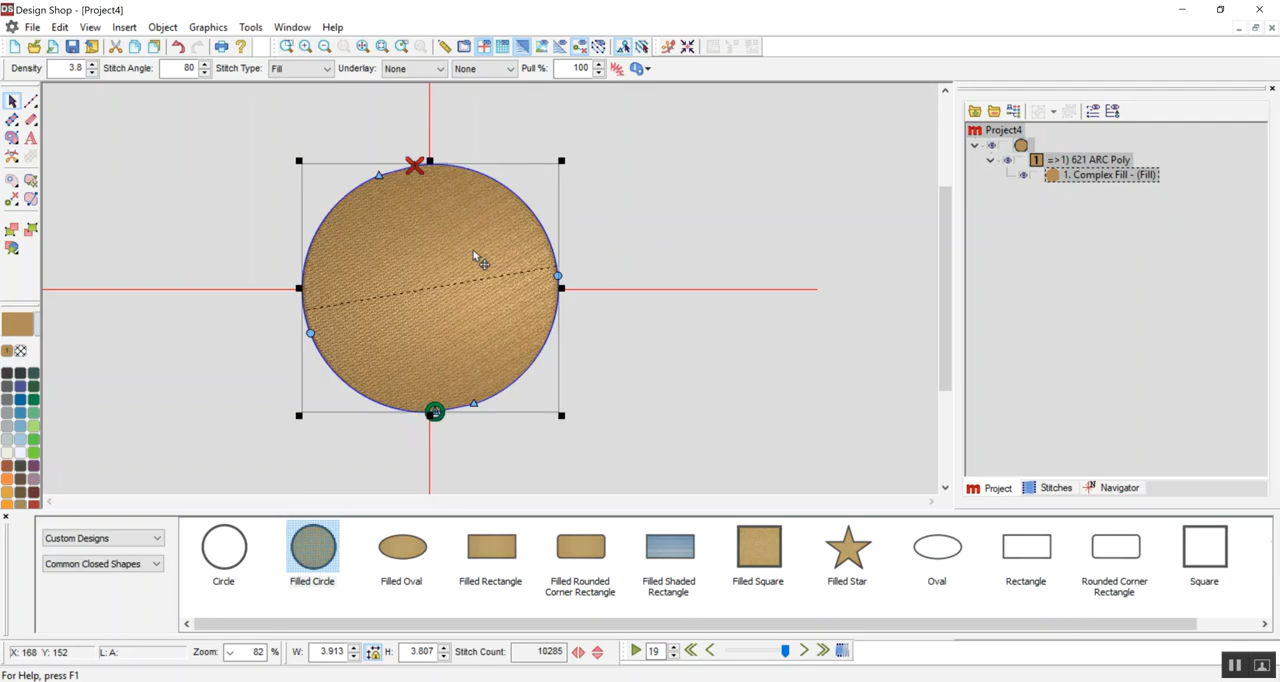 DS Design Shop - [Project4]
File Edit View Insert Object Graphics Tools Window Help
Density 3.8 Stitch Angle: 80 Stitch Type: Fill Underlay: None None Pull %: 100
Project4
1 =>1) 621 ARC Poly
1. Complex Fill - (Fill)
Project Stitches Navigator
1
Custom Designs
Common Closed Shapes
Circle Filled Circle Filled Oval Filled Rectangle Filled Rounded Corner Rectangle Filled Shaded Rectangle Filled Square Filled Star Oval Rectangle Rounded Corner Rectangle Square
X: 168 Y: 152 L: A: Zoom: 82 % W: 3.913 H: 3.807 Stitch Count: 10285 19
For Help, press F1